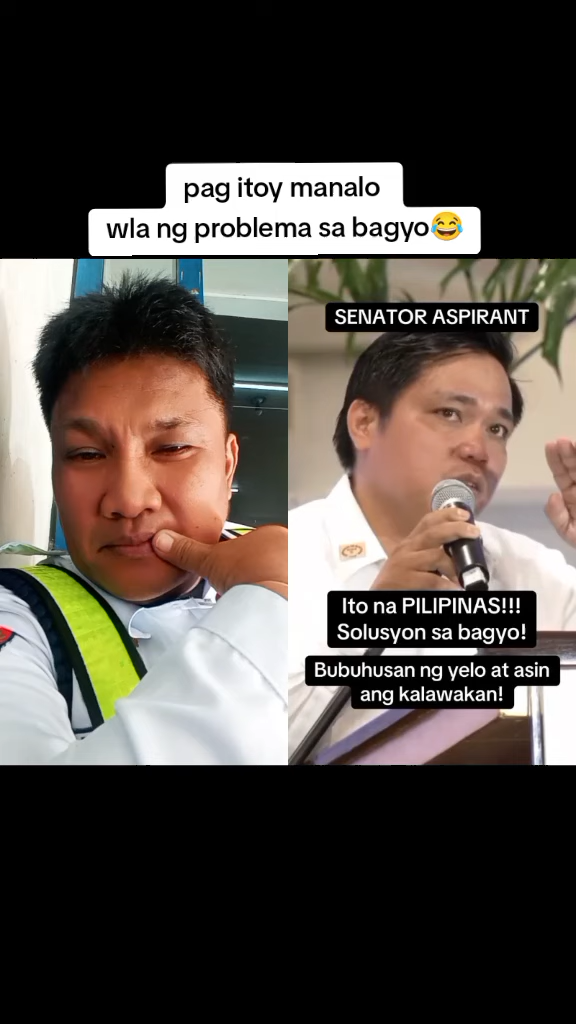 pag itoy manalo
wla ng problema sa bagyo😂
SENATOR ASPIRANT
Ito na PILIPINAS!!!
Solusyon sa bagyo!
Bubuhusan ng yelo at asin
ang kalawakan!